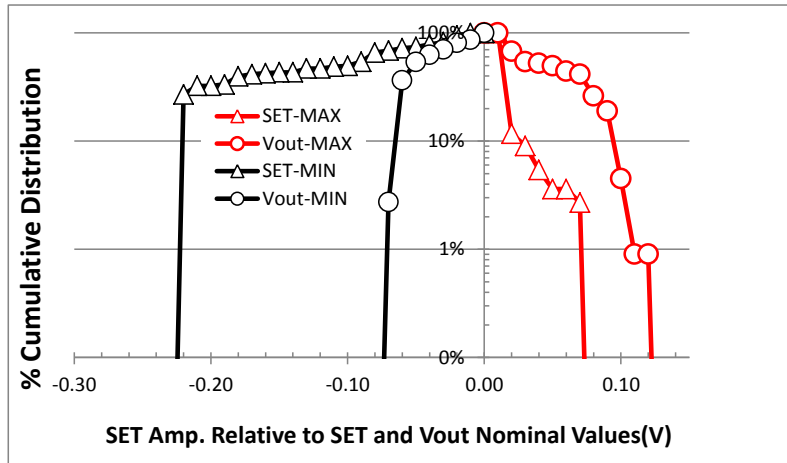 100%
10%
1%
0%
% Cumulative Distribution
SET-MAX
Vout-MAX
SET-MIN
Vout-MIN
-0.30 -0.20 -0.10 0.00 0.10
SET Amp. Relative to SET and Vout Nominal Values(V)